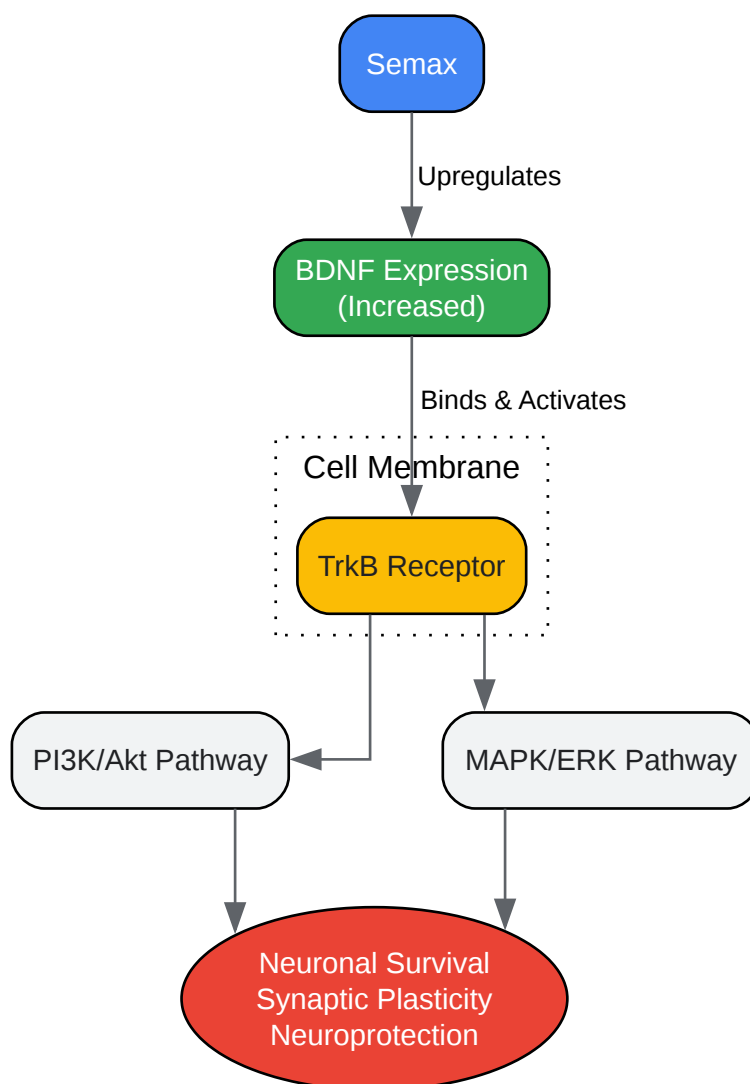 Semax
Upregulates
BDNF Expression
(Increased)
Binds & Activates
Cell Membrane
TrkB Receptor
PI3K/Akt Pathway
MAPK/ERK Pathway
Neuronal Survival
Synaptic Plasticity
Neuroprotection